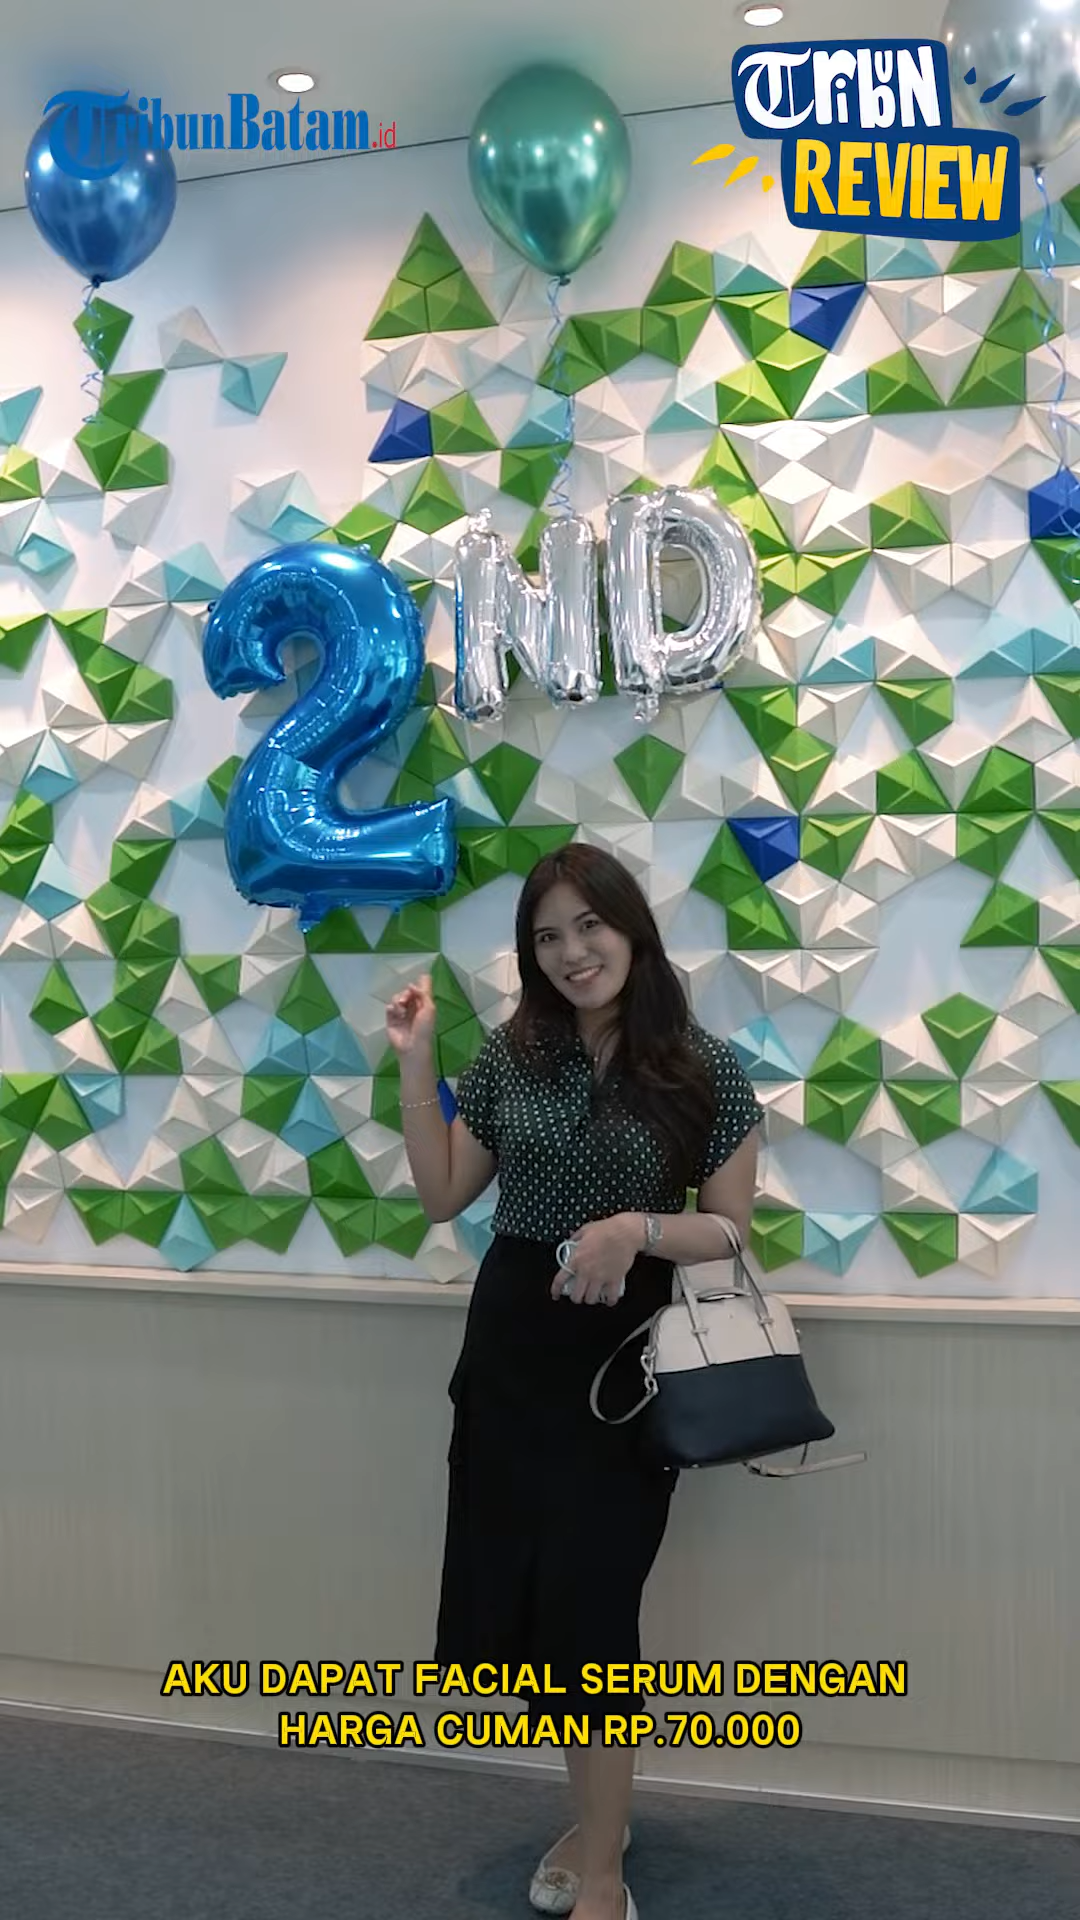 TribunBatam.id
TribuN
REVIEW
2ND
AKU DAPAT FACIAL SERUM DENGAN
HARGA CUMAN RP.70.000